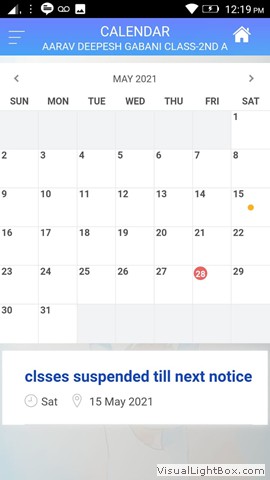 12:19 PM
CALENDAR
AARAV DEEPESH GABANI CLASS-2ND A
MAY 2021
SUN MON TUE WED THU FRI SAT
1
2 3 4 5 6 7 8
9 10 11 12 13 14 15
16 17 18 19 20 21 22
23 24 25 26 27 28 29
30 31
clsses suspended till next notice
Sat 15 May 2021
VisualLightBox.com